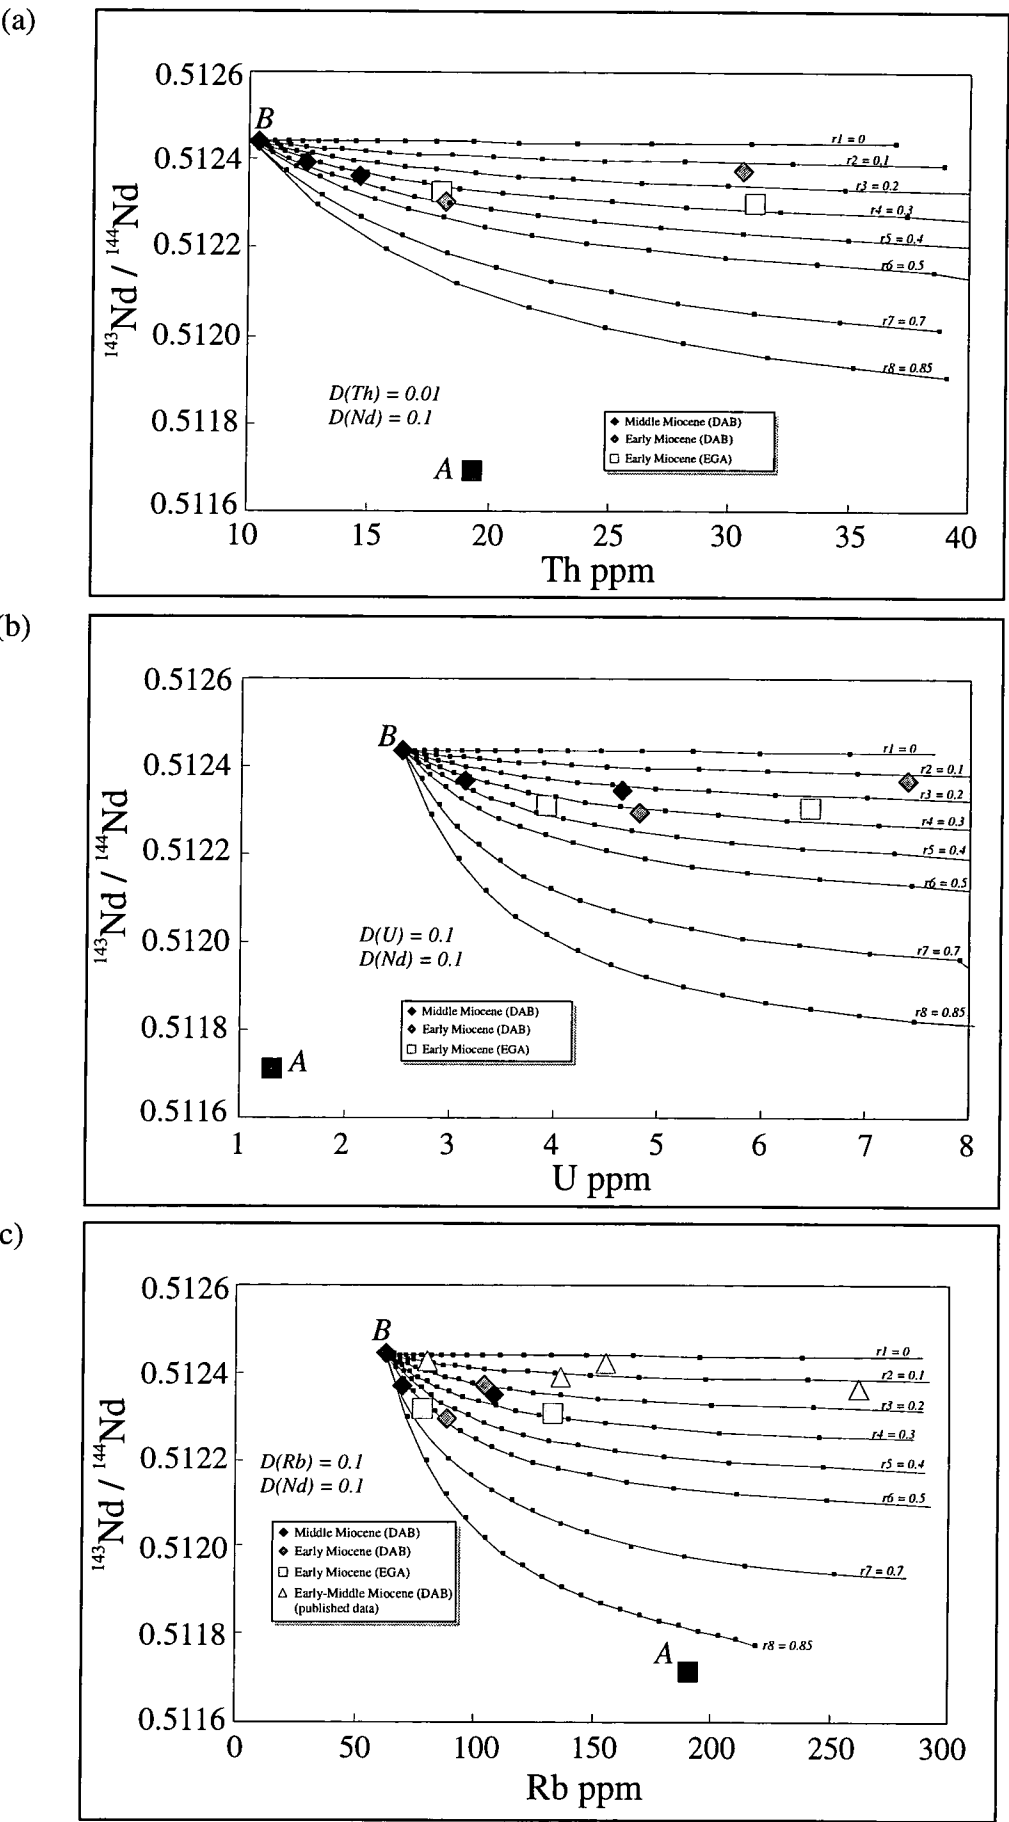 (a)
0.5126
0.5124
0.5122
0.5120
0.5118
0.5116
143Nd / 144Nd
B
r1 = 0
r2 = 0.1
r3 = 0.2
r4 = 0.3
r5 = 0.4
r6 = 0.5
r7 = 0.7
r8 = 0.85
D(Th) = 0.01
D(Nd) = 0.1
Middle Miocene (DAB)
Early Miocene (DAB)
Early Miocene (EGA)
A
10 15 20 25 30 35 40
Th ppm
(b)
0.5126
0.5124
0.5122
0.5120
0.5118
0.5116
143Nd / 144Nd
B
r1 = 0
r2 = 0.1
r3 = 0.2
r4 = 0.3
r5 = 0.4
r6 = 0.5
r7 = 0.7
r8 = 0.85
D(U) = 0.1
D(Nd) = 0.1
Middle Miocene (DAB)
Early Miocene (DAB)
Early Miocene (EGA)
A
1 2 3 4 5 6 7 8
U ppm
c)
0.5126
0.5124
0.5122
0.5120
0.5118
0.5116
143Nd / 144Nd
B
r1 = 0
r2 = 0.1
r3 = 0.2
r4 = 0.3
r5 = 0.4
r6 = 0.5
r7 = 0.7
r8 = 0.85
D(Rb) = 0.1
D(Nd) = 0.1
Middle Miocene (DAB)
Early Miocene (DAB)
Early Miocene (EGA)
Early-Middle Miocene (DAB)
(published data)
A
0 50 100 150 200 250 300
Rb ppm